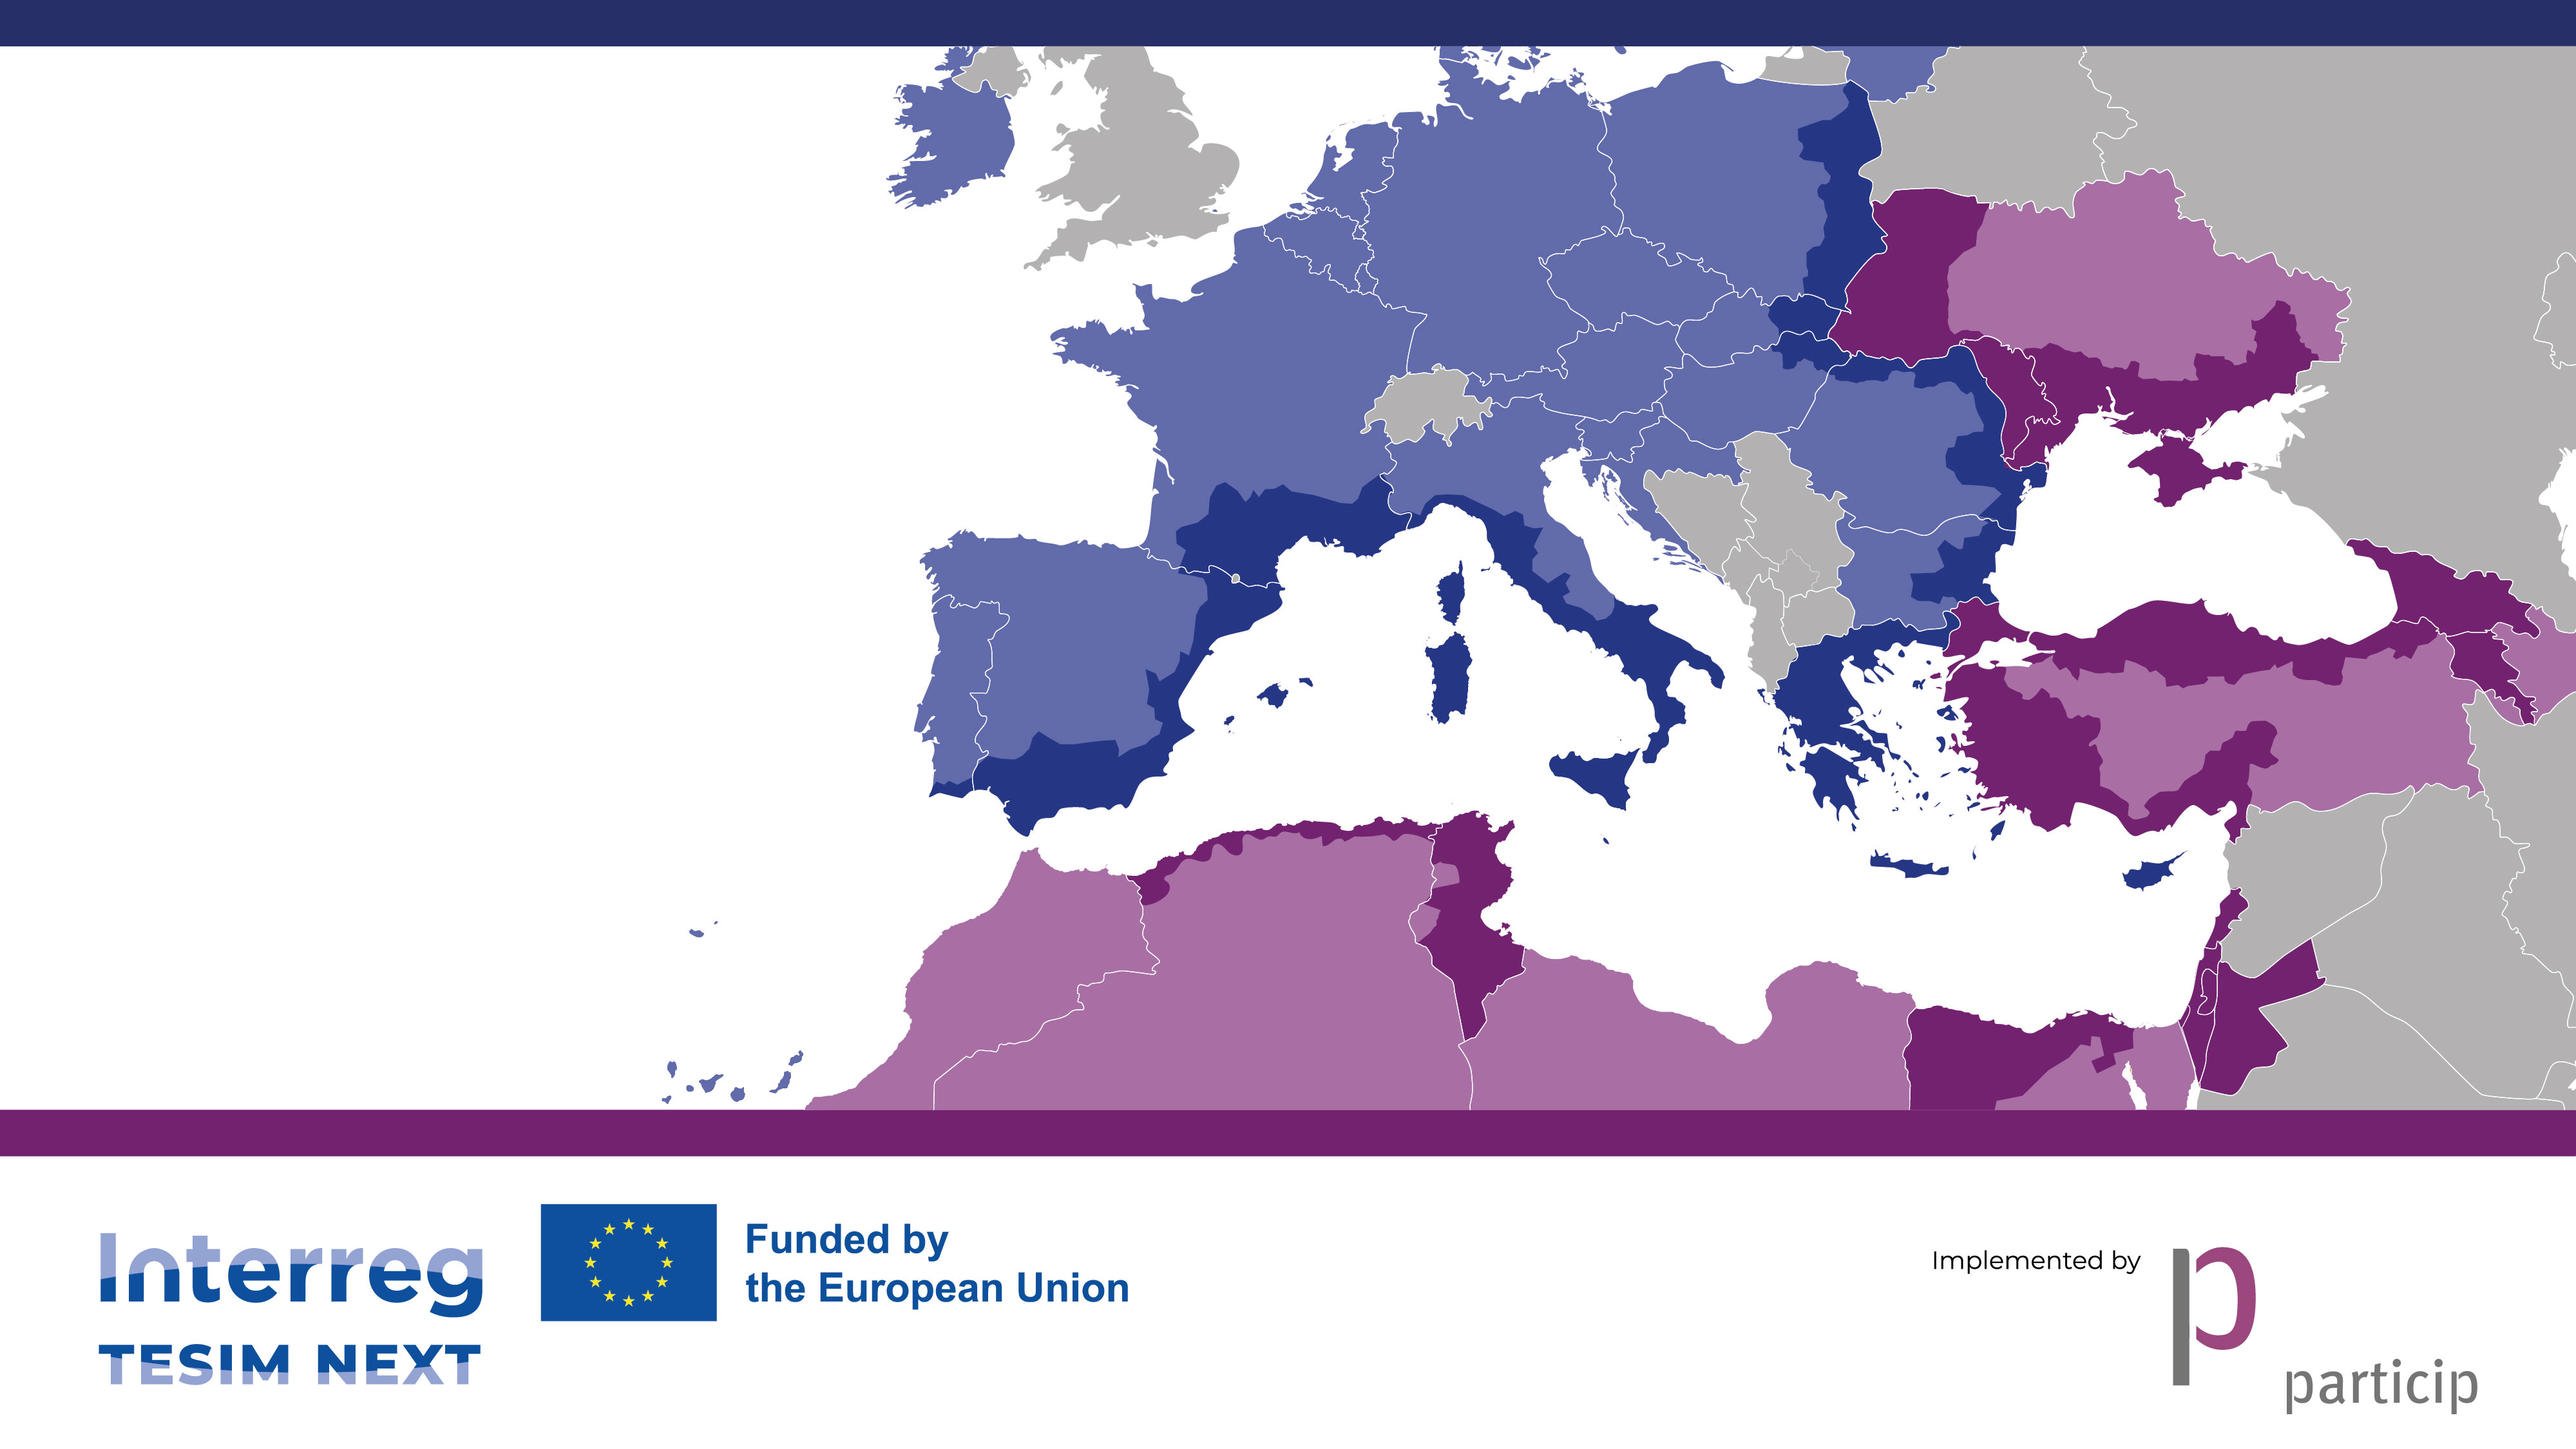 Interreg
TESIM NEXT
Funded by
the European Union
Implemented by
p
particip